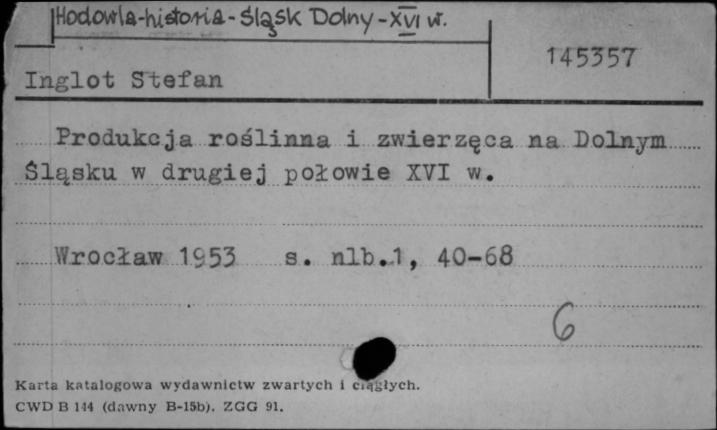 Hodowla-historia-Śląsk Dolny-XVI w.
145357
Inglot Stefan
Produkcja roślinna i zwierzęca na Dolnym
Śląsku w drugiej połowie XVI w.
Wrocław 1953 s. nlb.1, 40-68
6
Karta katalogowa wydawnictw zwartych i ciągłych.
CWD B 144 (dawny B-15b). ZGG 91.